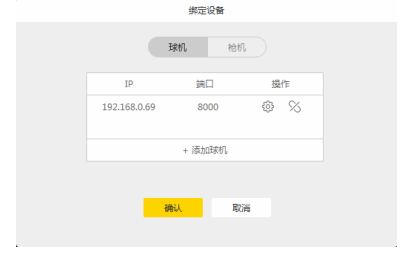 绑定设备
球机 枪机
IP 端口 操作
192.168.0.69 8000
+ 添加球机
确认 取消